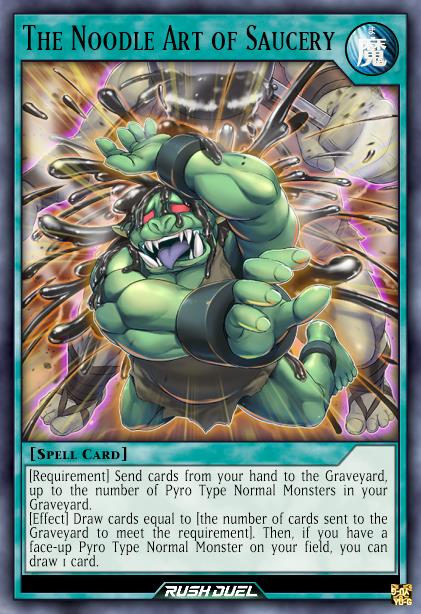 The Noodle Art of Saucery
ま
魔
[Spell Card]
[Requirement] Send cards from your hand to the Graveyard,
up to the number of Pyro Type Normal Monsters in your
Graveyard.
[Effect] Draw cards equal to [the number of cards sent to the
Graveyard to meet the requirement]. Then, if you have a
face-up Pyro Type Normal Monster on your field, you can
draw 1 card.
RUSH DUEL